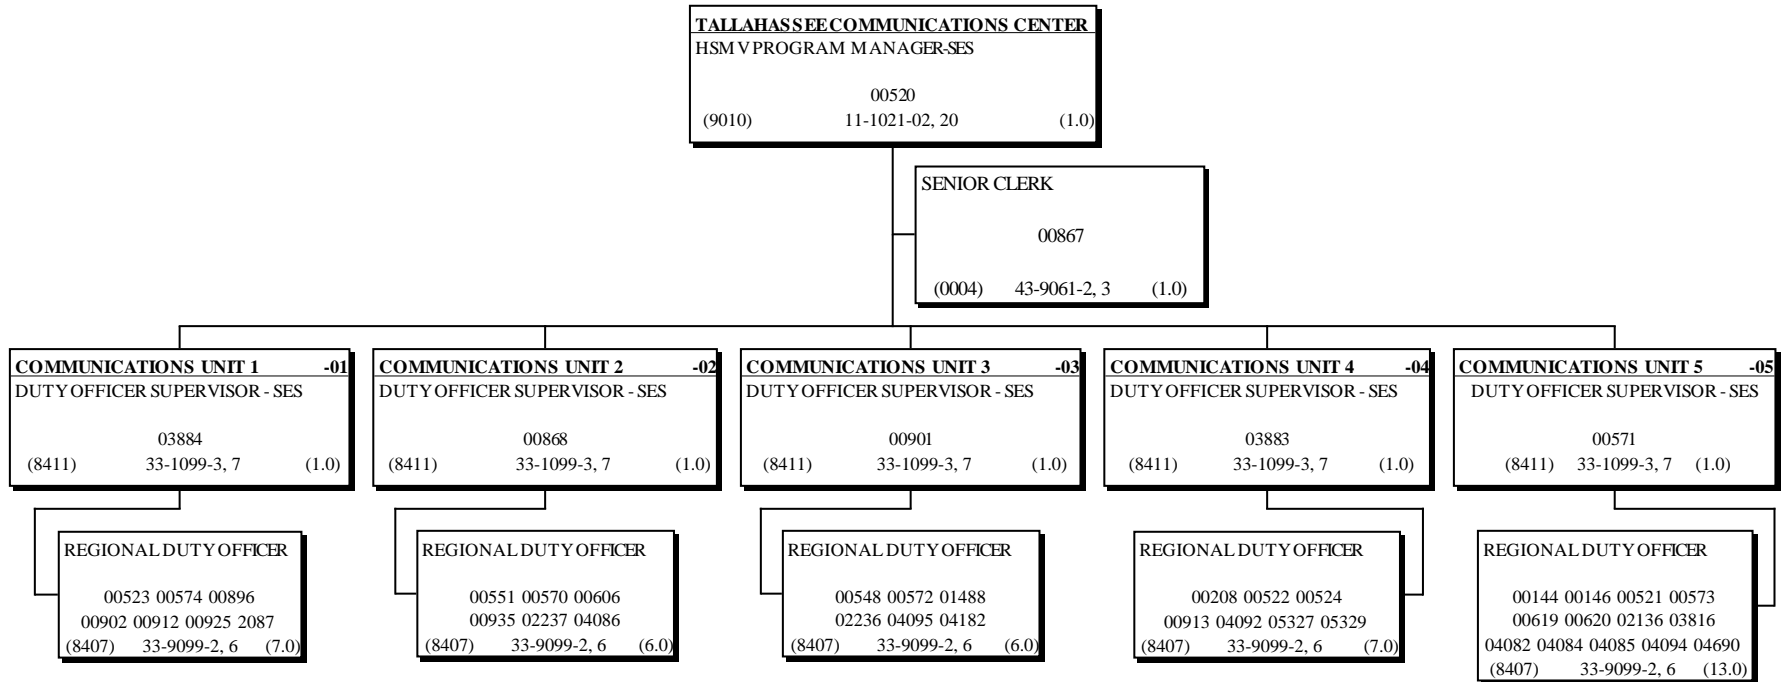 TALLAHASSEE COMMUNICATIONS CENTER
HSMV PROGRAM MANAGER-SES
00520
(9010) 11-1021-02, 20 (1.0)
SENIOR CLERK
00867
(0004) 43-9061-2, 3 (1.0)
COMMUNICATIONS UNIT 1 -01
DUTY OFFICER SUPERVISOR - SES
03884
(8411) 33-1099-3, 7 (1.0)
COMMUNICATIONS UNIT 2 -02
DUTY OFFICER SUPERVISOR - SES
00868
(8411) 33-1099-3, 7 (1.0)
COMMUNICATIONS UNIT 3 -03
DUTY OFFICER SUPERVISOR - SES
00901
(8411) 33-1099-3, 7 (1.0)
COMMUNICATIONS UNIT 4 -04
DUTY OFFICER SUPERVISOR - SES
03883
(8411) 33-1099-3, 7 (1.0)
COMMUNICATIONS UNIT 5 -05
DUTY OFFICER SUPERVISOR - SES
00571
(8411) 33-1099-3, 7 (1.0)
REGIONAL DUTY OFFICER
00523 00574 00896
00902 00912 00925 2087
(8407) 33-9099-2, 6 (7.0)
REGIONAL DUTY OFFICER
00551 00570 00606
00935 02237 04086
(8407) 33-9099-2, 6 (6.0)
REGIONAL DUTY OFFICER
00548 00572 01488
02236 04095 04182
(8407) 33-9099-2, 6 (6.0)
REGIONAL DUTY OFFICER
00208 00522 00524
00913 04092 05327 05329
(8407) 33-9099-2, 6 (7.0)
REGIONAL DUTY OFFICER
00144 00146 00521 00573
00619 00620 02136 03816
04082 04084 04085 04094 04690
(8407) 33-9099-2, 6 (13.0)